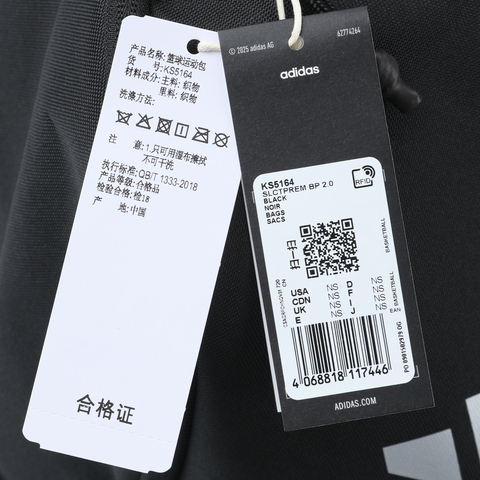 产品名称: 篮球运动包
货 号: KS5164
材料成分: 主料: 织物
里料: 织物
洗涤方法:
注 意: 1.只可用湿布擦拭
不可干洗
执行标准: QB/T 1333-2018
产品等级: 合格品
检验合格: 检18
产 地: 中国
合格证
© 2025 adidas AG
62774264
adidas
RFID
KS5164
SLCTPREM BP 2.0
BLACK
NOIR
BAGS
SACS
BASKETBALL
USA NS D NS
CDN NS F NS
UK NS I NS
E NS J NS
BASKETBALL
EAN
4 068818 117446
PO 0901502979 OG
ADIDAS.COM